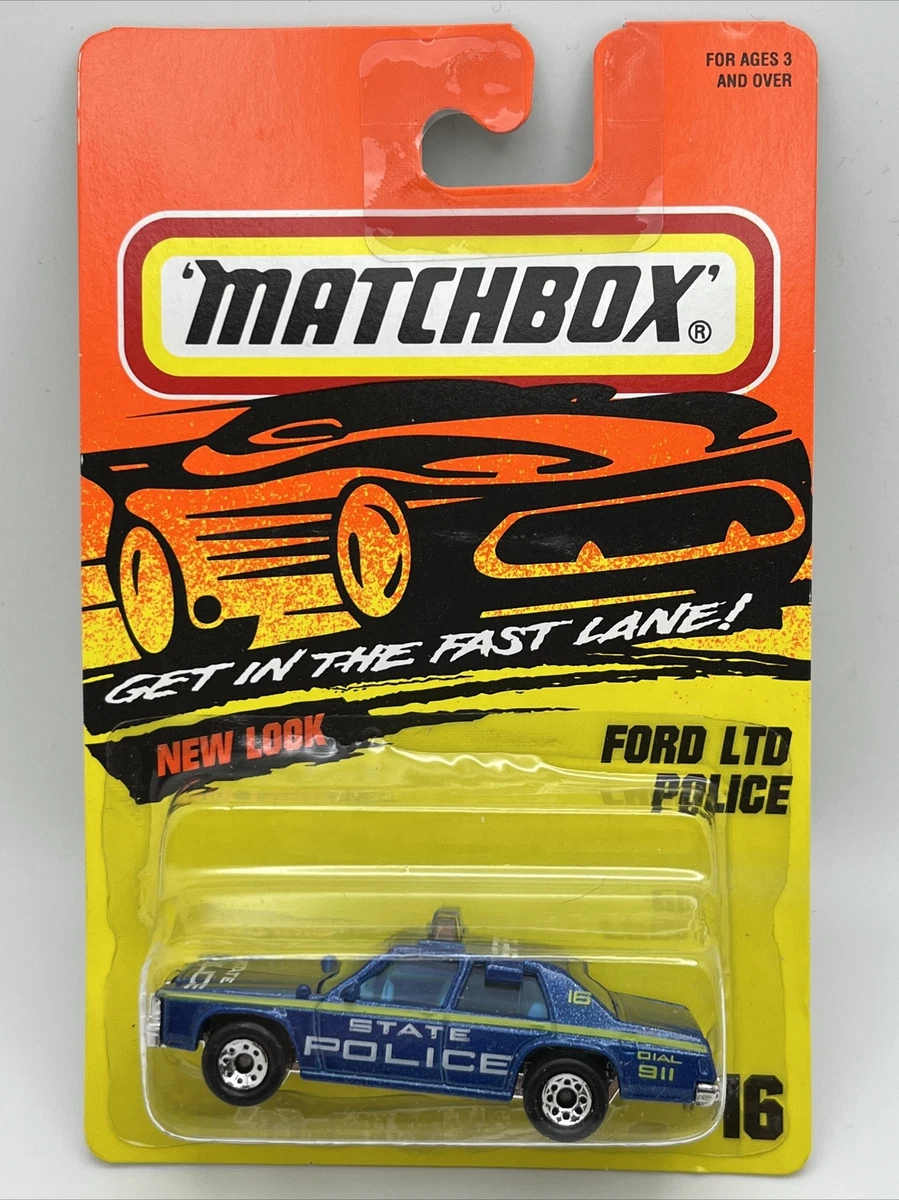 FOR AGES 3
AND OVER
'MATCHBOX'®
GET IN THE FAST LANE!
NEW LOOK
FORD LTD
POLICE
16
STATE
POLICE
DIAL
911
16